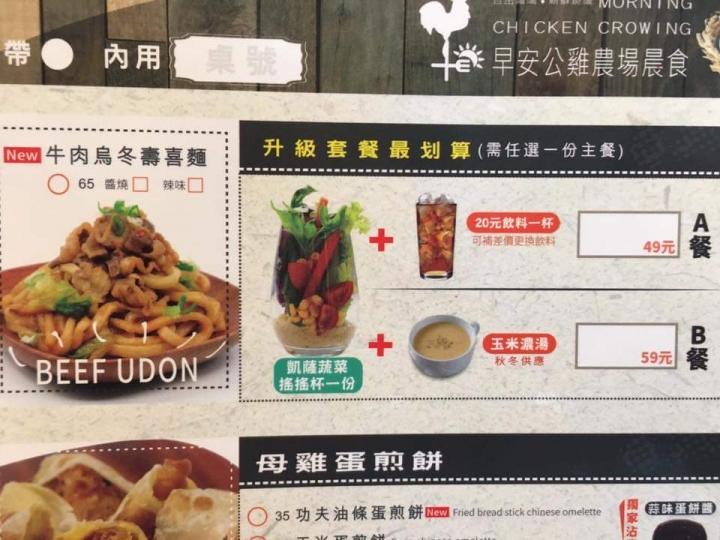 MORNING
CHICKEN CROWING
早安公雞農場晨食
帶 內用 桌號
New 牛肉烏冬壽喜麵
65 醬燒 辣味
BEEF UDON
升級套餐最划算(需任選一份主餐)
20元飲料一杯
可補差價更換飲料
49元
A餐
凱薩蔬菜
搖搖杯一份
玉米濃湯
秋冬供應
59元
B餐
母雞蛋煎餅
35 功夫油條蛋煎餅 New Fried bread stick chinese omelette
獨家沾
蒜味蛋餅醬